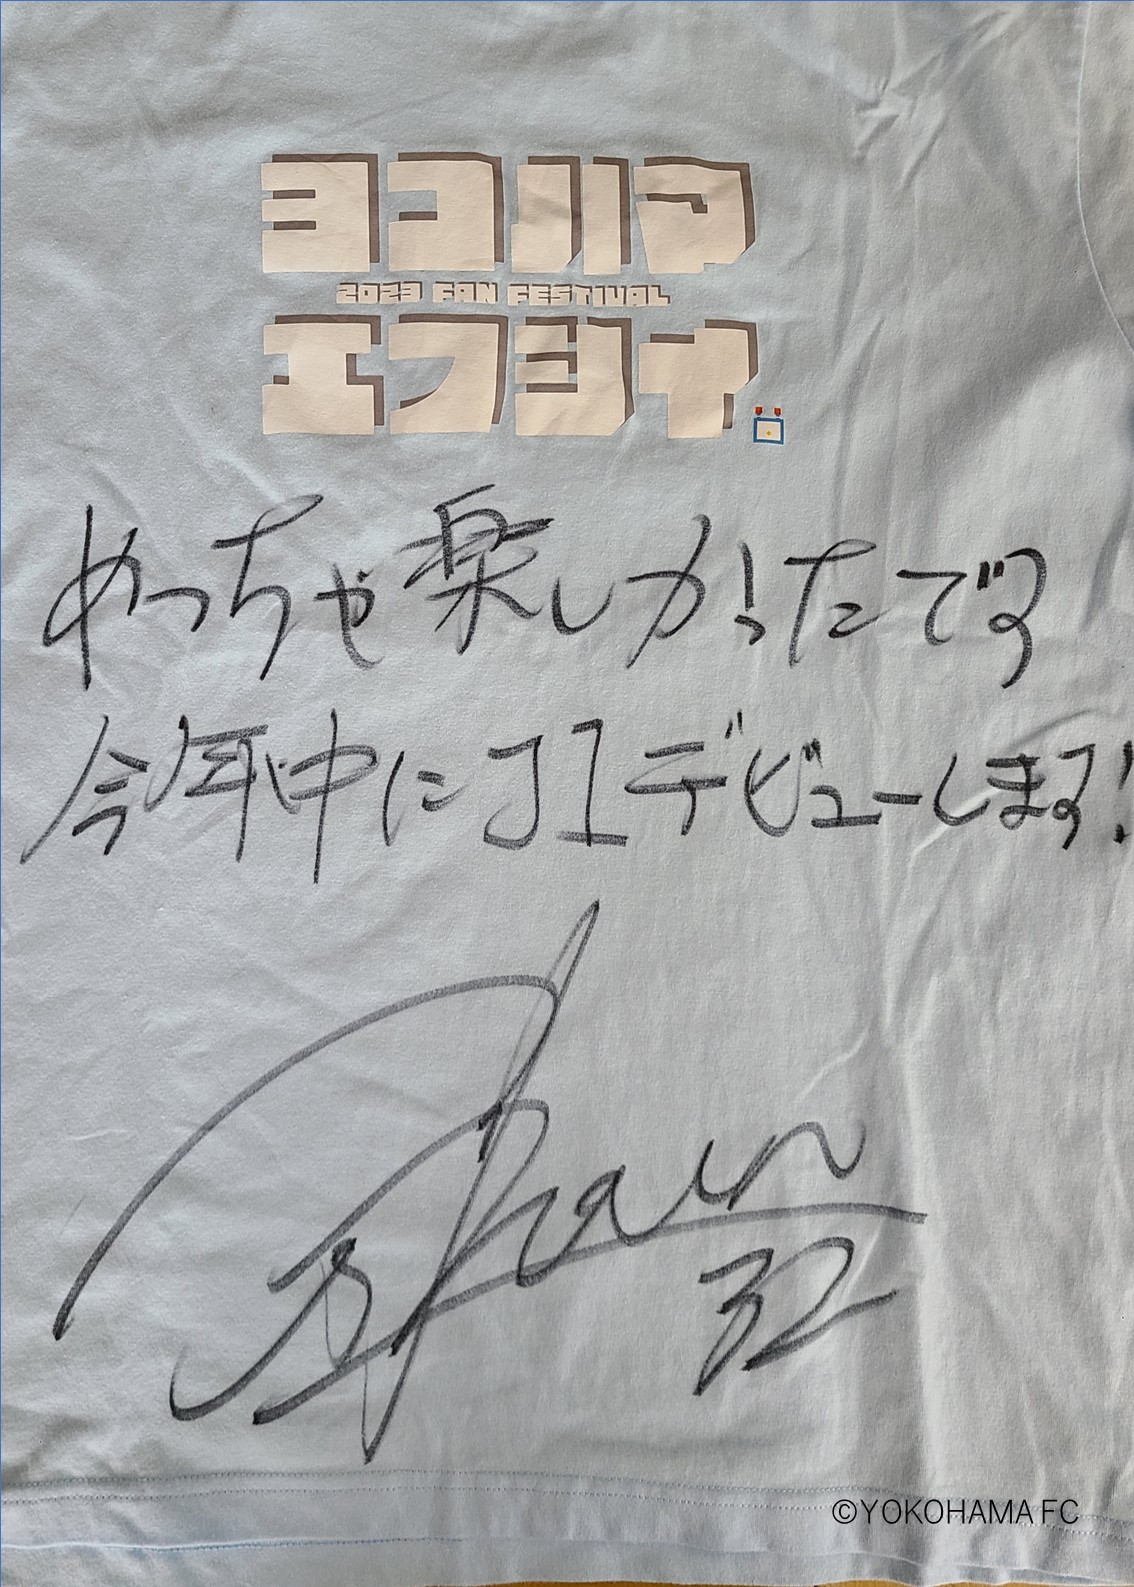 ヨコハマ
2023 FAN FESTIVAL
エフシィ
めっちゃ楽しかったです
今年中にJ1デビューします!
32
©YOKOHAMA FC